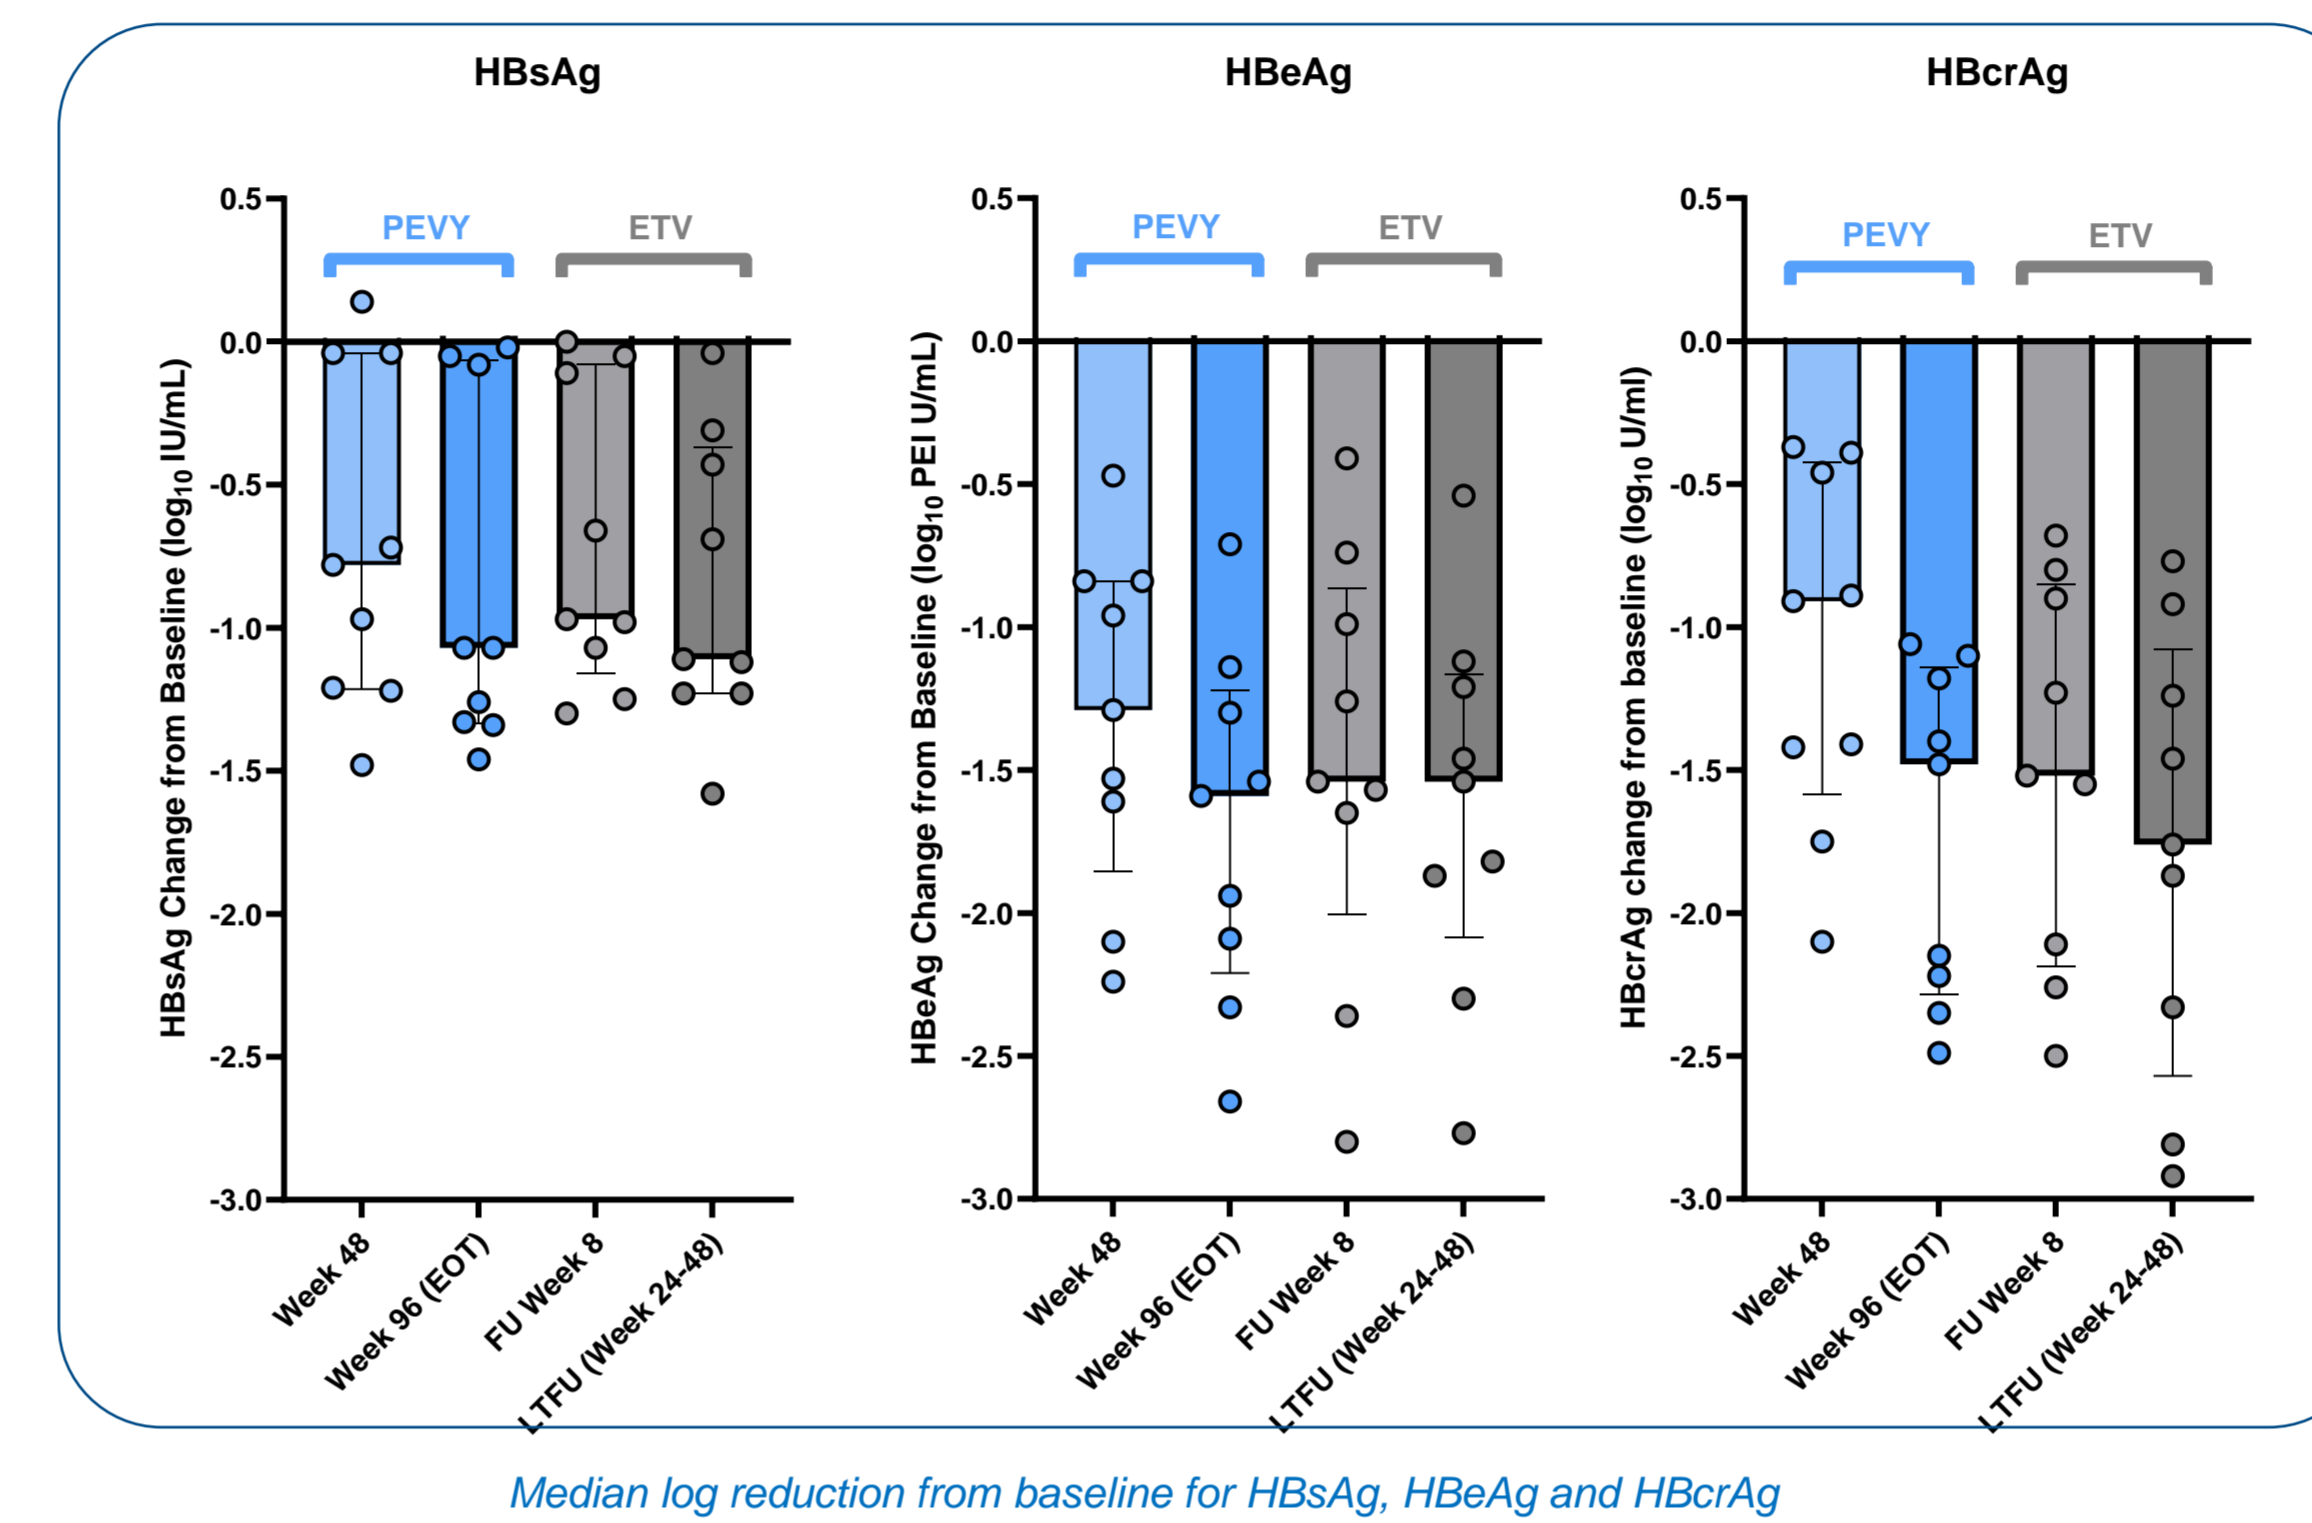 HBsAg
HBsAg Change from Baseline (log10 IU/mL)
0.5
0.0
-0.5
-1.0
-1.5
-2.0
-2.5
-3.0
PEVY
ETV
Week 48
Week 96 (EOT)
FU Week 8
LTFU (Week 24-48)
HBeAg
HBeAg Change from Baseline (log10 PEI U/mL)
0.5
0.0
-0.5
-1.0
-1.5
-2.0
-2.5
-3.0
PEVY
ETV
Week 48
Week 96 (EOT)
FU Week 8
LTFU (Week 24-48)
HBcrAg
HBcrAg change from baseline (log10 U/ml)
0.5
0.0
-0.5
-1.0
-1.5
-2.0
-2.5
-3.0
PEVY
ETV
Week 48
Week 96 (EOT)
FU Week 8
LTFU (Week 24-48)
Median log reduction from baseline for HBsAg, HBeAg and HBcrAg